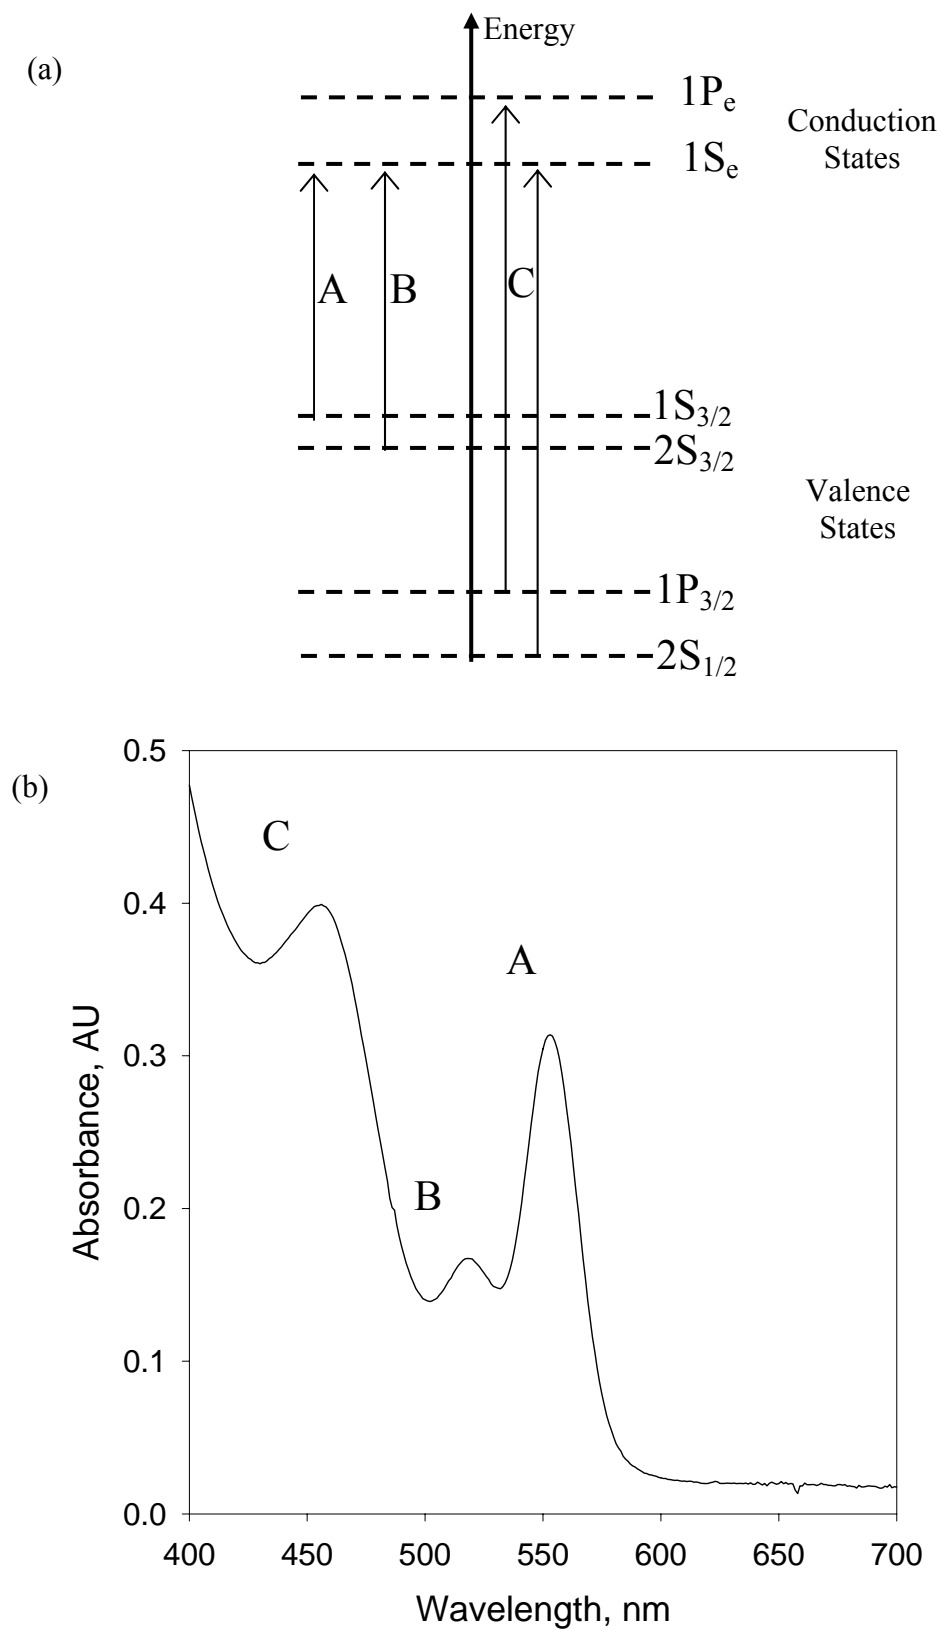 Energy
(a)
1Pₑ
Conduction
States
1Sₑ
A
B
C
1S₃/₂
2S₃/₂
Valence
States
1P₃/₂
2S₁/₂
(b)
0.5
0.4
0.3
0.2
0.1
0.0
Absorbance, AU
C
A
B
400 450 500 550 600 650 700
Wavelength, nm